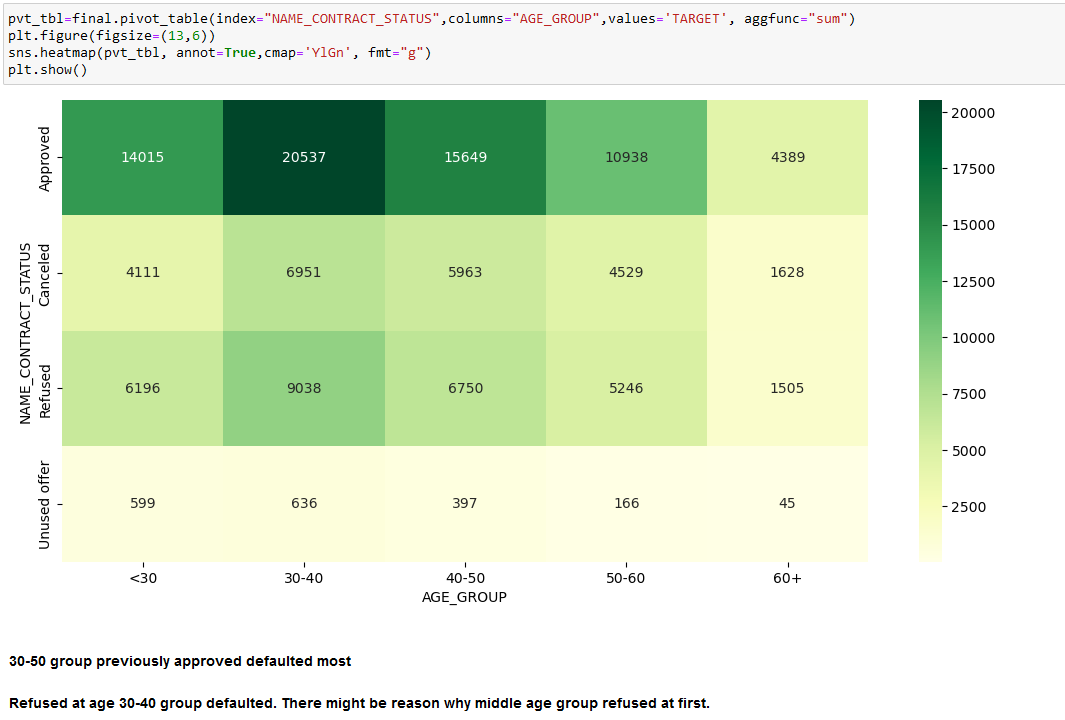 pvt_tbl=final.pivot_table(index="NAME_CONTRACT_STATUS",columns="AGE_GROUP",values='TARGET', aggfunc="sum")
plt.figure(figsize=(13,6))
sns.heatmap(pvt_tbl, annot=True,cmap='YlGn', fmt="g")
plt.show()
NAME_CONTRACT_STATUS
Approved
14015 20537 15649 10938 4389
Canceled
4111 6951 5963 4529 1628
Refused
6196 9038 6750 5246 1505
Unused offer
599 636 397 166 45
<30 30-40 40-50 50-60 60+
AGE_GROUP
20000
17500
15000
12500
10000
7500
5000
2500
30-50 group previously approved defaulted most
Refused at age 30-40 group defaulted. There might be reason why middle age group refused at first.